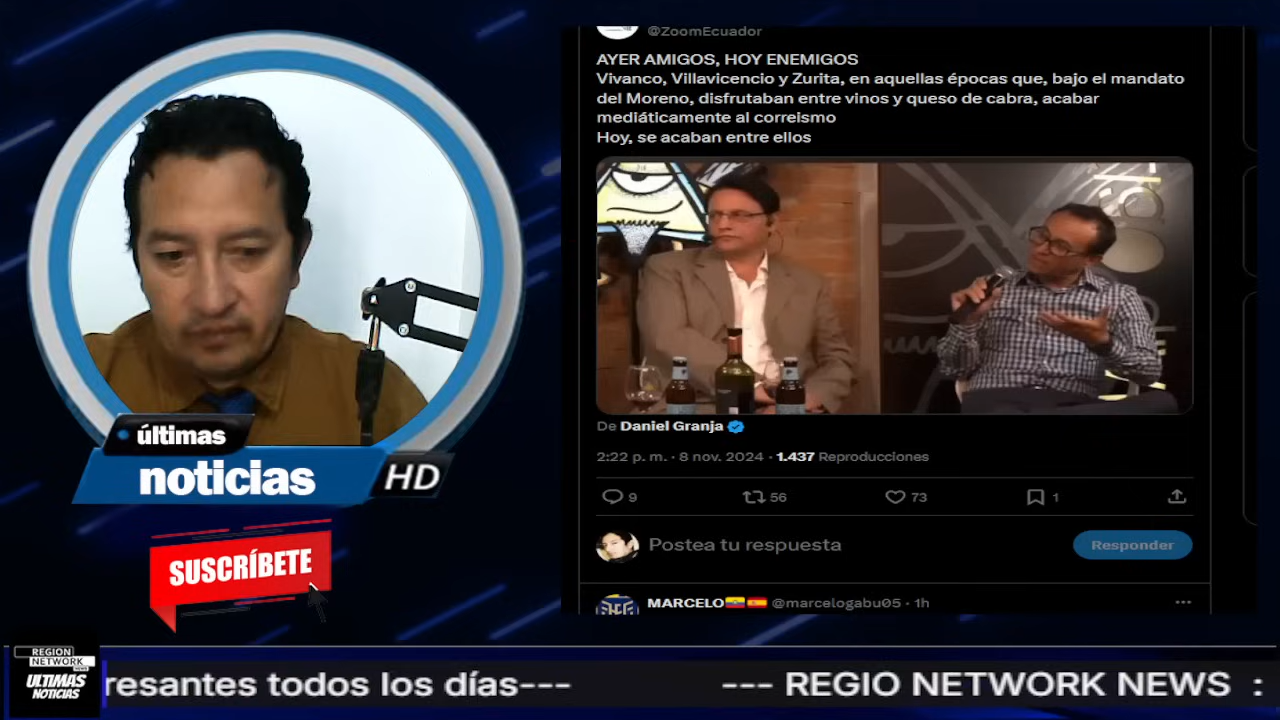 @ZoomEcuador
AYER AMIGOS, HOY ENEMIGOS
Vivanco, Villavicencio y Zurita, en aquellas épocas que, bajo el mandato
del Moreno, disfrutaban entre vinos y queso de cabra, acabar
mediáticamente al correismo
Hoy, se acaban entre ellos
De Daniel Granja
2:22 p. m. · 8 nov. 2024 · 1.437 Reproducciones
9 56 73 1
Postea tu respuesta
Responder
MARCELO @marcelogabu05 · 1h
últimas
noticias HD
SUSCRÍBETE
REGION
NETWORK
NEWS
ULTIMAS
NOTICIAS
resantes todos los días--- --- REGIO NETWORK NEWS :